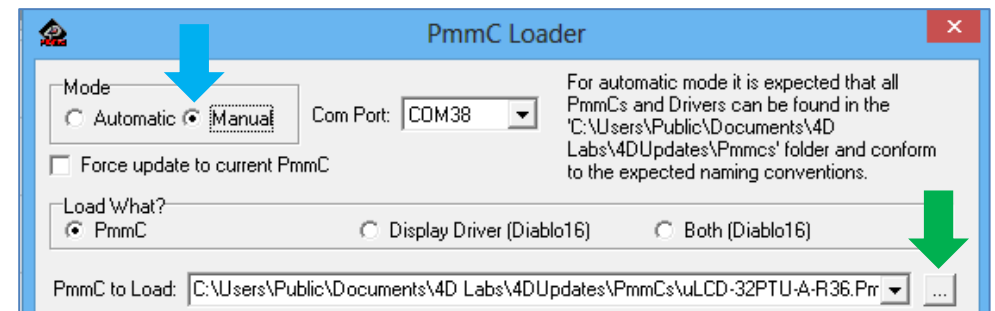 PmmC Loader
Mode
Automatic Manual
Com Port: COM38
For automatic mode it is expected that all
PmmCs and Drivers can be found in the
'C:\Users\Public\Documents\4D
Labs\4DUpdates\Pmmcs' folder and conform
to the expected naming conventions.
Force update to current PmmC
Load What?
PmmC Display Driver (Diablo16) Both (Diablo16)
PmmC to Load: C:\Users\Public\Documents\4D Labs\4DUpdates\PmmCs\uLCD-32PTU-A-R36.Pm ...